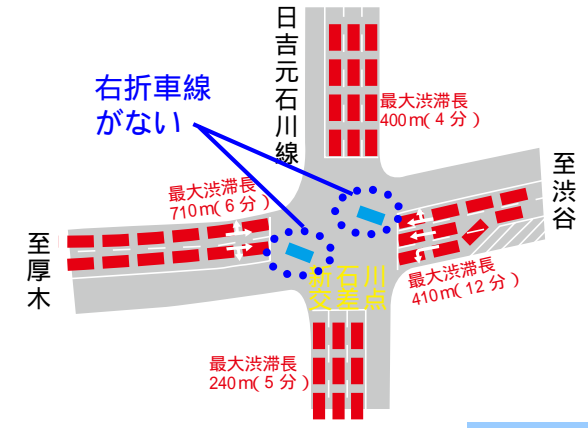 日吉元石川線
右折車線
がない
最大渋滞長
400m(4分)
至渋谷
最大渋滞長
710m(6分)
至厚木
新石川
交差点
最大渋滞長
410m(12分)
最大渋滞長
240m(5分)